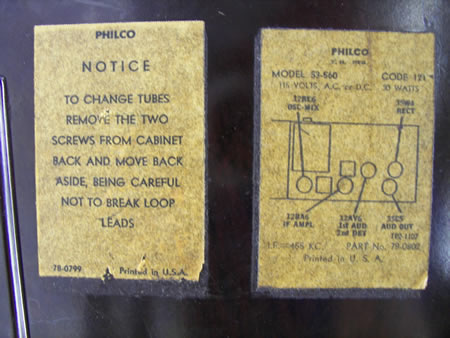 PHILCO
NOTICE
TO CHANGE TUBES
REMOVE THE TWO
SCREWS FROM CABINET
BACK AND MOVE BACK
ASIDE, BEING CAREFUL
NOT TO BREAK LOOP
LEADS
78-0799 Printed in U.S.A.
PHILCO
MODEL 53-560 CODE 121
115 VOLTS, A.C. or D.C. 30 WATTS
12BE6
OSC-MIX
RECT
12BA6
IF AMPL.
12AV6
1st AUD
2nd DET
35C5
AUD OUT
TP2-1107
I.F. 455 KC. PART No. 78-0802
Printed in U. S. A.